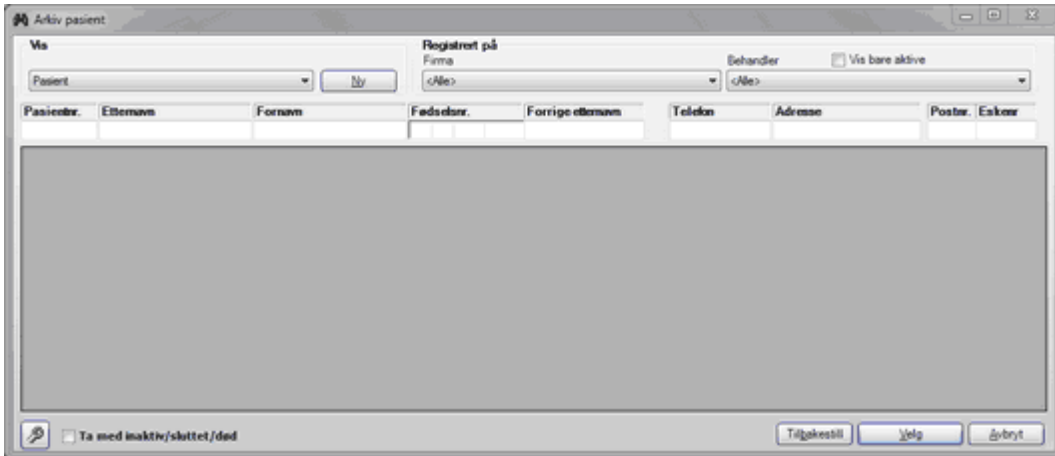 Arkiv pasient
Vis
Registrert på
Firma
Behandler
Vis bare aktive
Pasient
Ny
<Alle>
<Alle>
Pasientnr. Etternavn Fornavn Fødselsnr. Forrige etternavn Telefon Adresse Postnr. Eskenr
Ta med inaktiv/sluttet/død
Tilbakestill Velg Avbryt